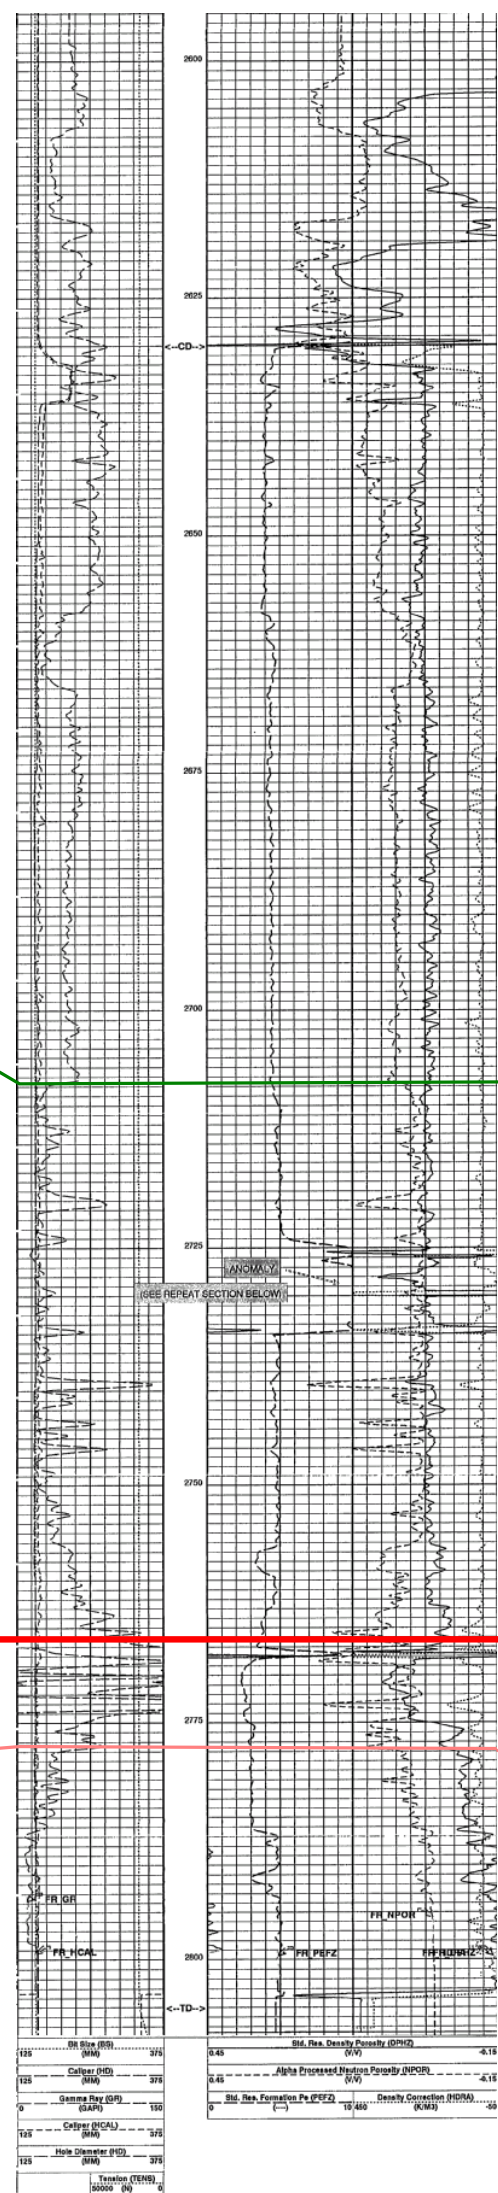 2600
2625
<--CD-->
2650
2675
2700
2725
ANOMALY
(SEE REPEAT SECTION BELOW)
2750
2775
FR_GR
FR_NPOR
FR_HCAL
FR_PEFZ
2800
<--TD-->
Bit Size (BS)
125 (MM) 375
Caliper (HD)
125 (MM) 375
Gamma Ray (GR)
0 (GAPI) 150
Caliper (HCAL)
125 (MM) 375
Hole Diameter (HD)
125 (MM) 375
Tension (TENS)
50000 (N) 0
Std. Res. Density Porosity (DPHZ)
0.45 (V/V) -0.15
Alpha Processed Neutron Porosity (NPOR)
0.45 (V/V) -0.15
Std. Res. Formation Pe (PEFZ)
0 (----) 10
Density Correction (HDRA)
450 (K/M3) -50